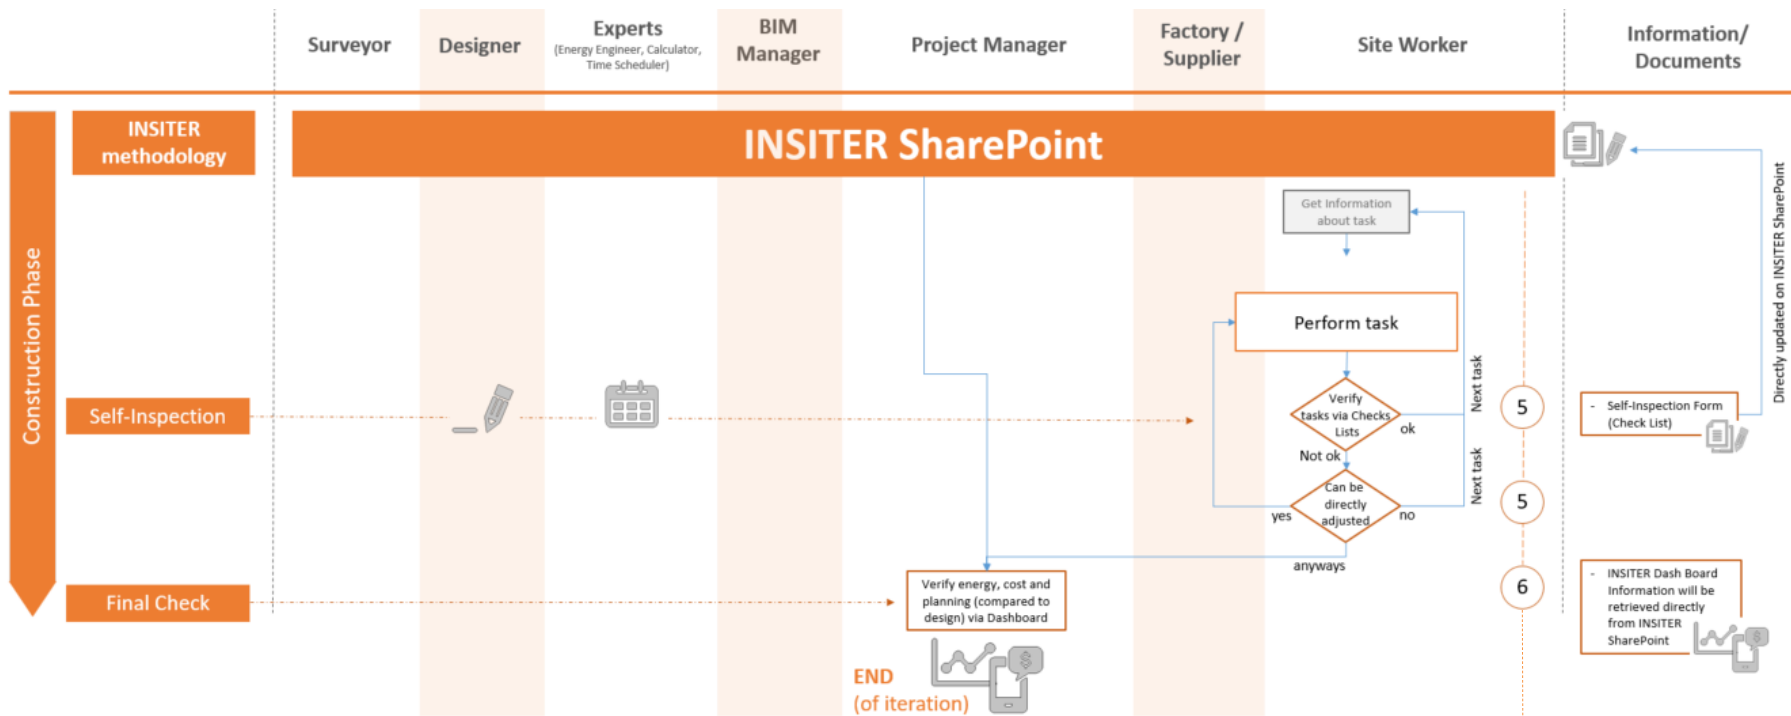 Surveyor
Designer
Experts
(Energy Engineer, Calculator,
Time Scheduler)
BIM
Manager
Project Manager
Factory /
Supplier
Site Worker
Information/
Documents
Construction Phase
INSITER
methodology
INSITER SharePoint
Get Information
about task
Directly updated on INSITER SharePoint
Perform task
Next task
Self-Inspection
Verify
tasks via Checks
Lists
ok
5
- Self-Inspection Form
(Check List)
Not ok
Next task
Can be
directly
adjusted
yes
no
5
anyways
Final Check
Verify energy, cost and
planning (compared to
design) via Dashboard
6
- INSITER Dash Board
Information will be
retrieved directly
from INSITER
SharePoint
$
$
END
(of iteration)